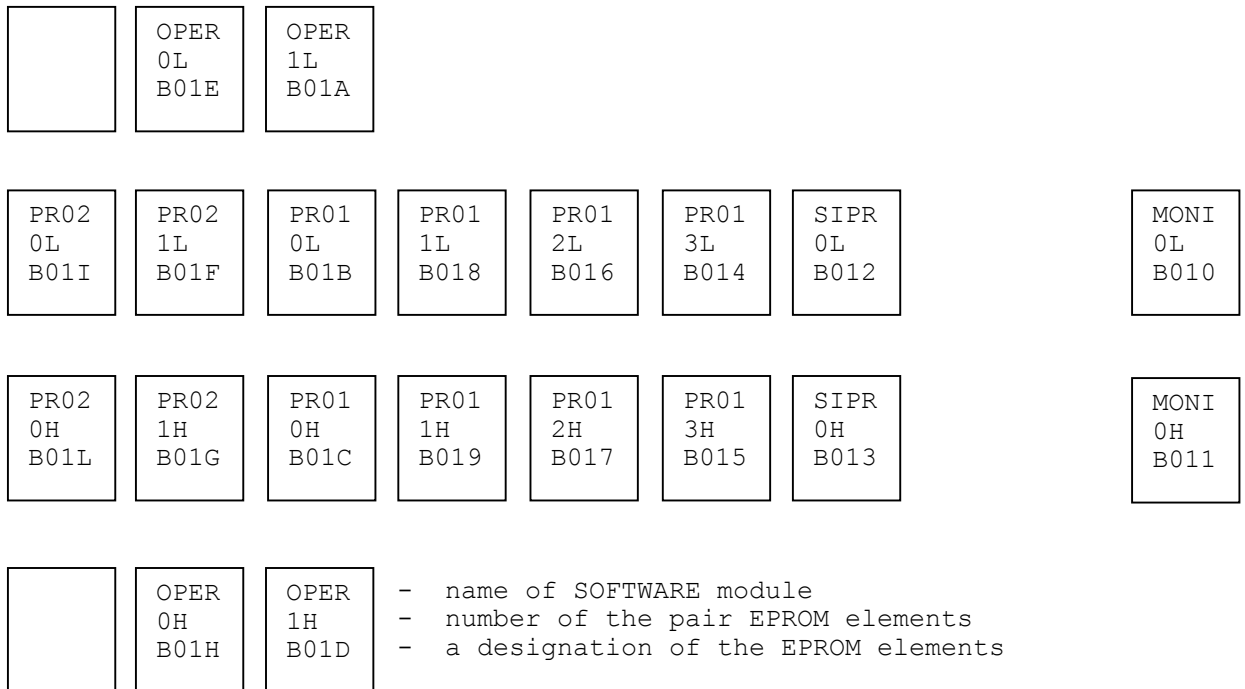 OPER OPER
0L 1L
B01E B01A
PR02 PR02 PR01 PR01 PR01 PR01 SIPR MONI
0L 1L 0L 1L 2L 3L 0L 0L
B01I B01F B01B B018 B016 B014 B012 B010
PR02 PR02 PR01 PR01 PR01 PR01 SIPR MONI
0H 1H 0H 1H 2H 3H 0H 0H
B01L B01G B01C B019 B017 B015 B013 B011
OPER OPER - name of SOFTWARE module
0H 1H - number of the pair EPROM elements
B01H B01D - a designation of the EPROM elements